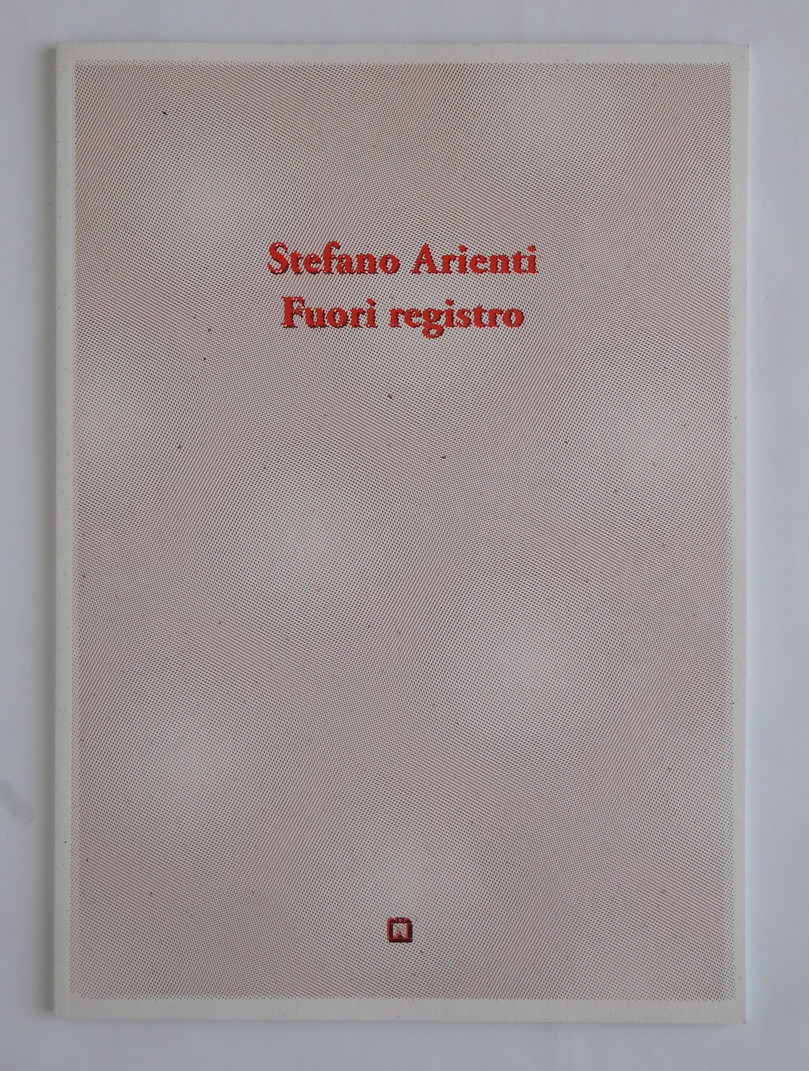 Stefano Arienti
Fuori registro